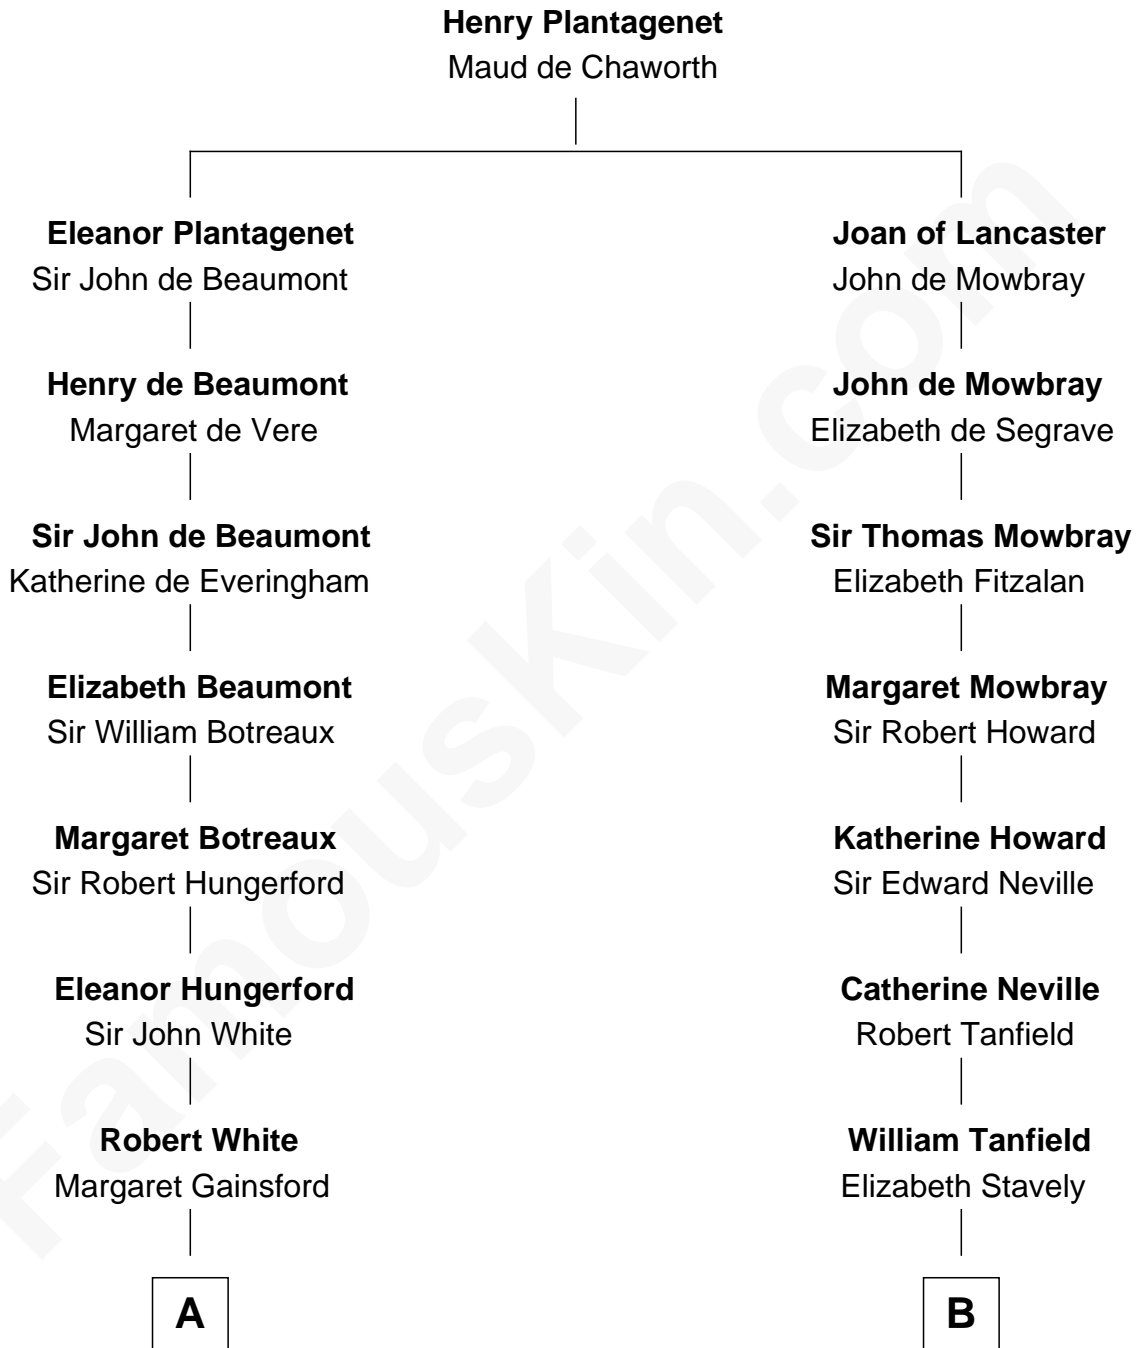 Henry Plantagenet
Maud de Chaworth
Eleanor Plantagenet
Sir John de Beaumont
Joan of Lancaster
John de Mowbray
Henry de Beaumont
Margaret de Vere
John de Mowbray
Elizabeth de Segrave
Sir John de Beaumont
Katherine de Everingham
Sir Thomas Mowbray
Elizabeth Fitzalan
Elizabeth Beaumont
Sir William Botreaux
Margaret Mowbray
Sir Robert Howard
Margaret Botreaux
Sir Robert Hungerford
Katherine Howard
Sir Edward Neville
Eleanor Hungerford
Sir John White
Catherine Neville
Robert Tanfield
Robert White
Margaret Gainsford
William Tanfield
Elizabeth Stavely
A
B
FamousKin.com